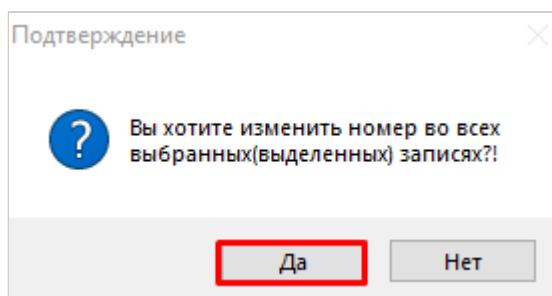 Подтверждение
Вы хотите изменить номер во всех
выбранных(выделенных) записях?!
Да
Нет